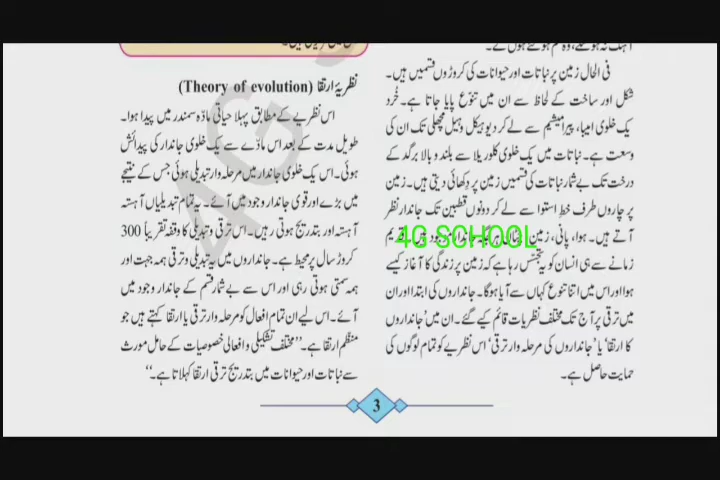 فی الحال زمین پر نباتات اور حیوانات کی کروڑوں قسمیں ہیں۔
شکل اور ساخت کے لحاظ سے ان میں تنوّع پایا جاتا ہے۔ خُرد
یک خلوی امیبا، پیرامیشیم سے لے کر دیوہیکل وہیل مچھلی تک ان کی
وسعت ہے۔ نباتات میں یک خلوی کلوریلا سے بلند و بالا برگد کے
درخت تک بے شمار نباتات کی قسمیں زمین پر دکھائی دیتی ہیں۔ زمین
پر چاروں طرف خطِ استوا سے لے کر دونوں قطبین تک جاندار نظر
آتے ہیں۔ ہوا، پانی، زمین
4G SCHOOL
زمانے سے ہی انسان کو یہ تجسّس رہا ہے کہ زمین پر زندگی کا آغاز کیسے
ہوا اور اس میں اتنا تنوع کہاں سے آیا ہوگا۔ جانداروں کی ابتدا اور ان
میں ترقی پر آج تک مختلف نظریات قائم کیے گئے۔ ان میں 'جانداروں
کا ارتقا' یا 'جانداروں کی مرحلہ وار ترقی' اس نظریے کو تمام لوگوں کی
حمایت حاصل ہے۔
نظریۂ ارتقا (Theory of evolution)
اس نظریے کے مطابق پہلا حیاتی مادّہ سمندر میں پیدا ہوا۔
طویل مدت کے بعد اس مادّے سے یک خلوی جاندار کی پیدائش
ہوئی۔ اس یک خلوی جاندار میں مرحلہ وار تبدیلی ہوئی جس کے نتیجے
میں بڑے اور قوی جاندار وجود میں آئے۔ یہ تمام تبدیلیاں آہستہ
آہستہ اور بتدریج ہوتی رہیں۔ اس ترقی و تبدیلی کا وقفہ تقریباً 300
کروڑ سال پر محیط ہے۔ جانداروں میں یہ تبدیلی و ترقی ہمہ جہت اور
ہمہ سمتی ہوتی رہی اور اس سے بے شمار قسم کے جاندار وجود میں
آئے۔ اس لیے ان تمام افعال کو مرحلہ وار ترقی یا ارتقا کہتے ہیں جو
منظّم ارتقا ہے۔ "مختلف تشکیلی و افعالی خصوصیات کے حامل مورث
سے نباتات اور حیوانات میں بتدریج ترقی ارتقا کہلاتا ہے۔"
3